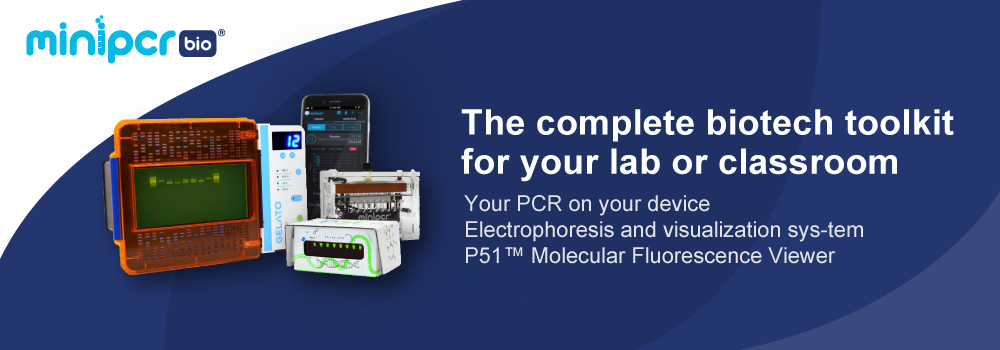 minipcr bio®
The complete biotech toolkit
for your lab or classroom
Your PCR on your device
Electrophoresis and visualization sys-tem
P51™ Molecular Fluorescence Viewer
12
GELATO
minipcr